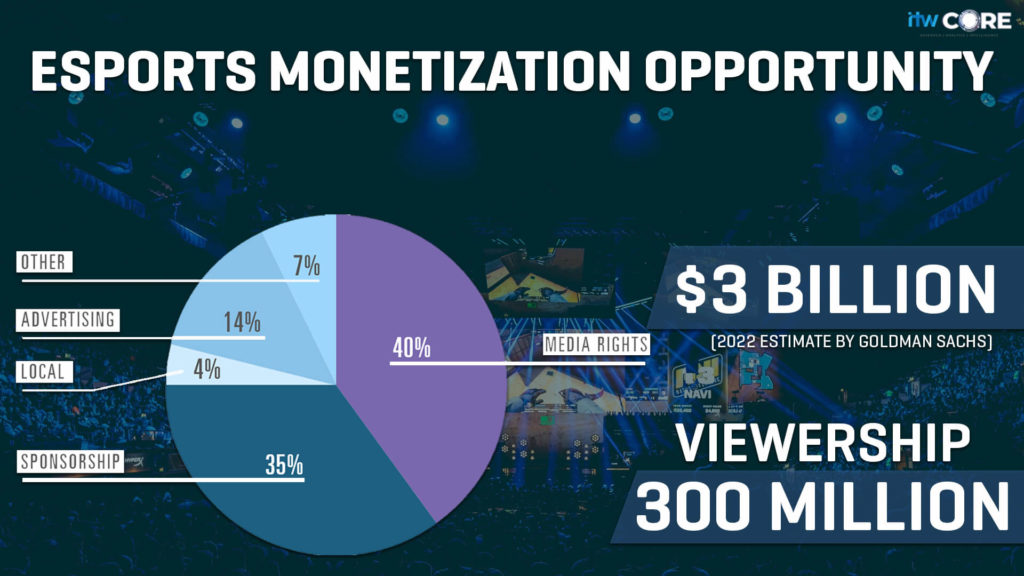 itw CORE
ESPORTS MONETIZATION OPPORTUNITY
OTHER
7%
ADVERTISING
14%
LOCAL
4%
SPONSORSHIP
35%
40%
MEDIA RIGHTS
$3 BILLION
(2022 ESTIMATE BY GOLDMAN SACHS)
NAVI
VIEWERSHIP
300 MILLION